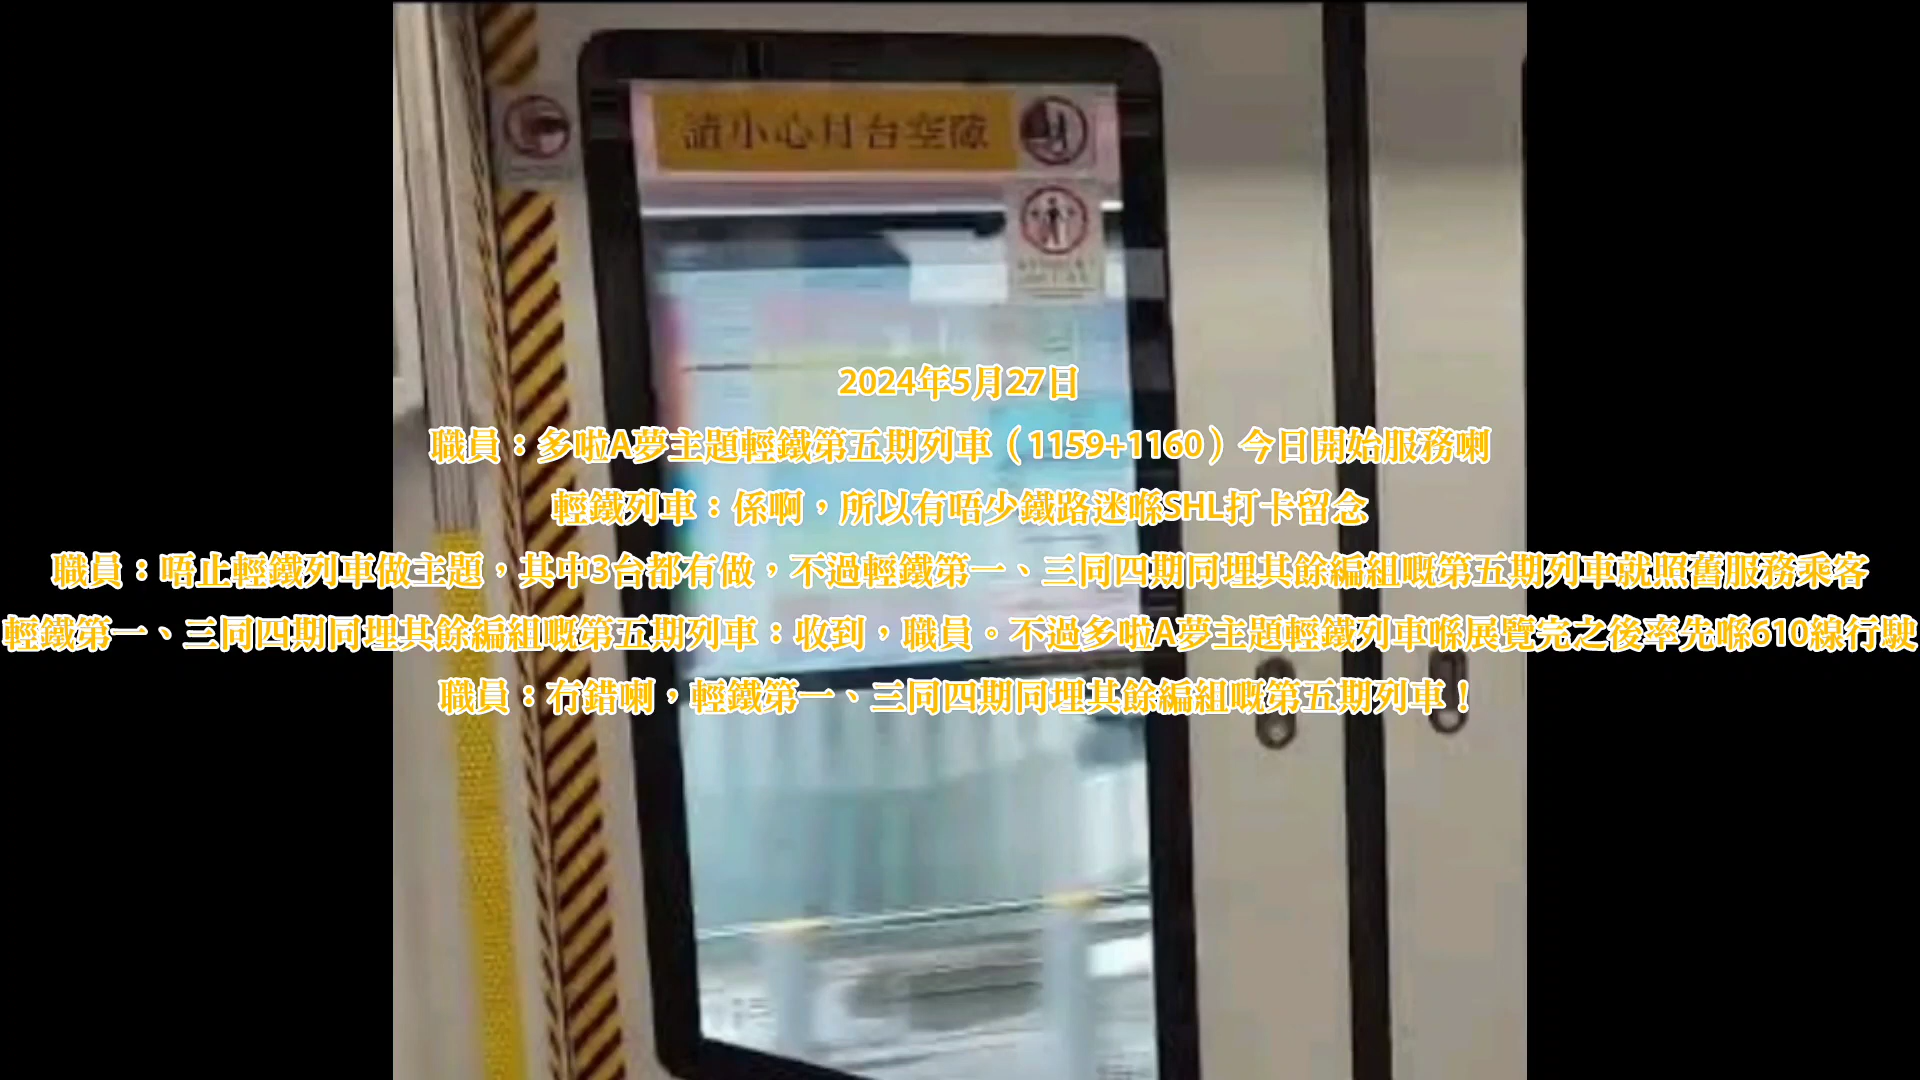 請小心月台空隙
2024年5月27日
職員：多啦A夢主題輕鐵第五期列車（1159+1160）今日開始服務喇
輕鐵列車：係啊，所以有唔少鐵路迷喺SHL打卡留念
職員：唔止輕鐵列車做主題，其中3台都有做，不過輕鐵第一、三同四期同埋其餘編組嘅第五期列車就照舊服務乘客
輕鐵第一、三同四期同埋其餘編組嘅第五期列車：收到，職員。不過多啦A夢主題輕鐵列車喺展覽完之後率先喺610線行駛
職員：冇錯喇，輕鐵第一、三同四期同埋其餘編組嘅第五期列車！